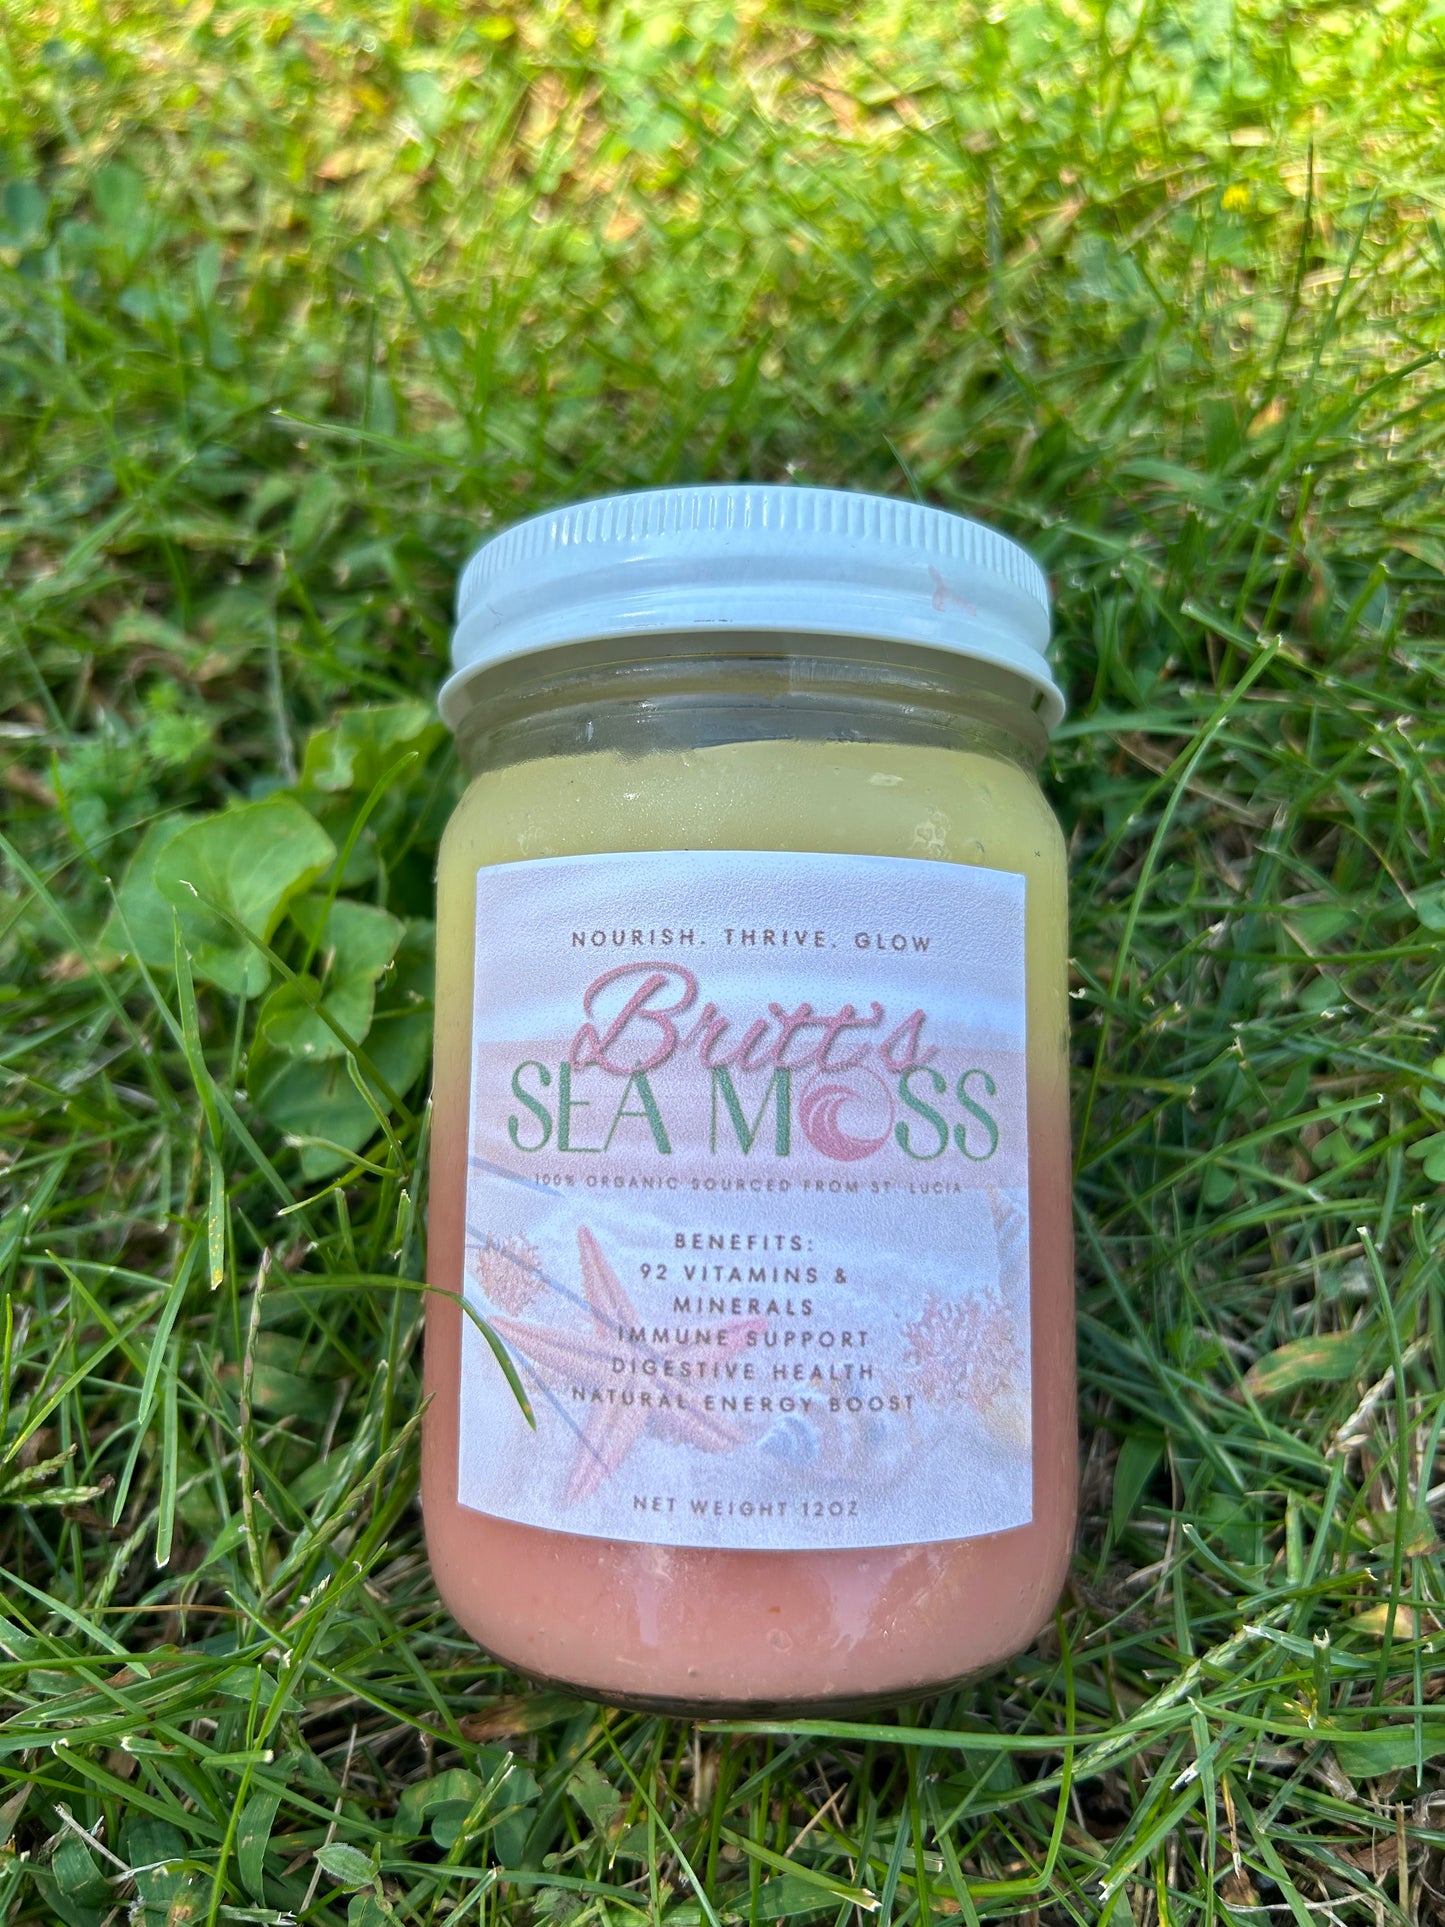 NOURISH. THRIVE. GLOW
Britt's
SEA MOSS
100% ORGANIC SOURCED FROM ST. LUCIA
BENEFITS:
92 VITAMINS &
MINERALS
IMMUNE SUPPORT
DIGESTIVE HEALTH
NATURAL ENERGY BOOST
NET WEIGHT 12OZ